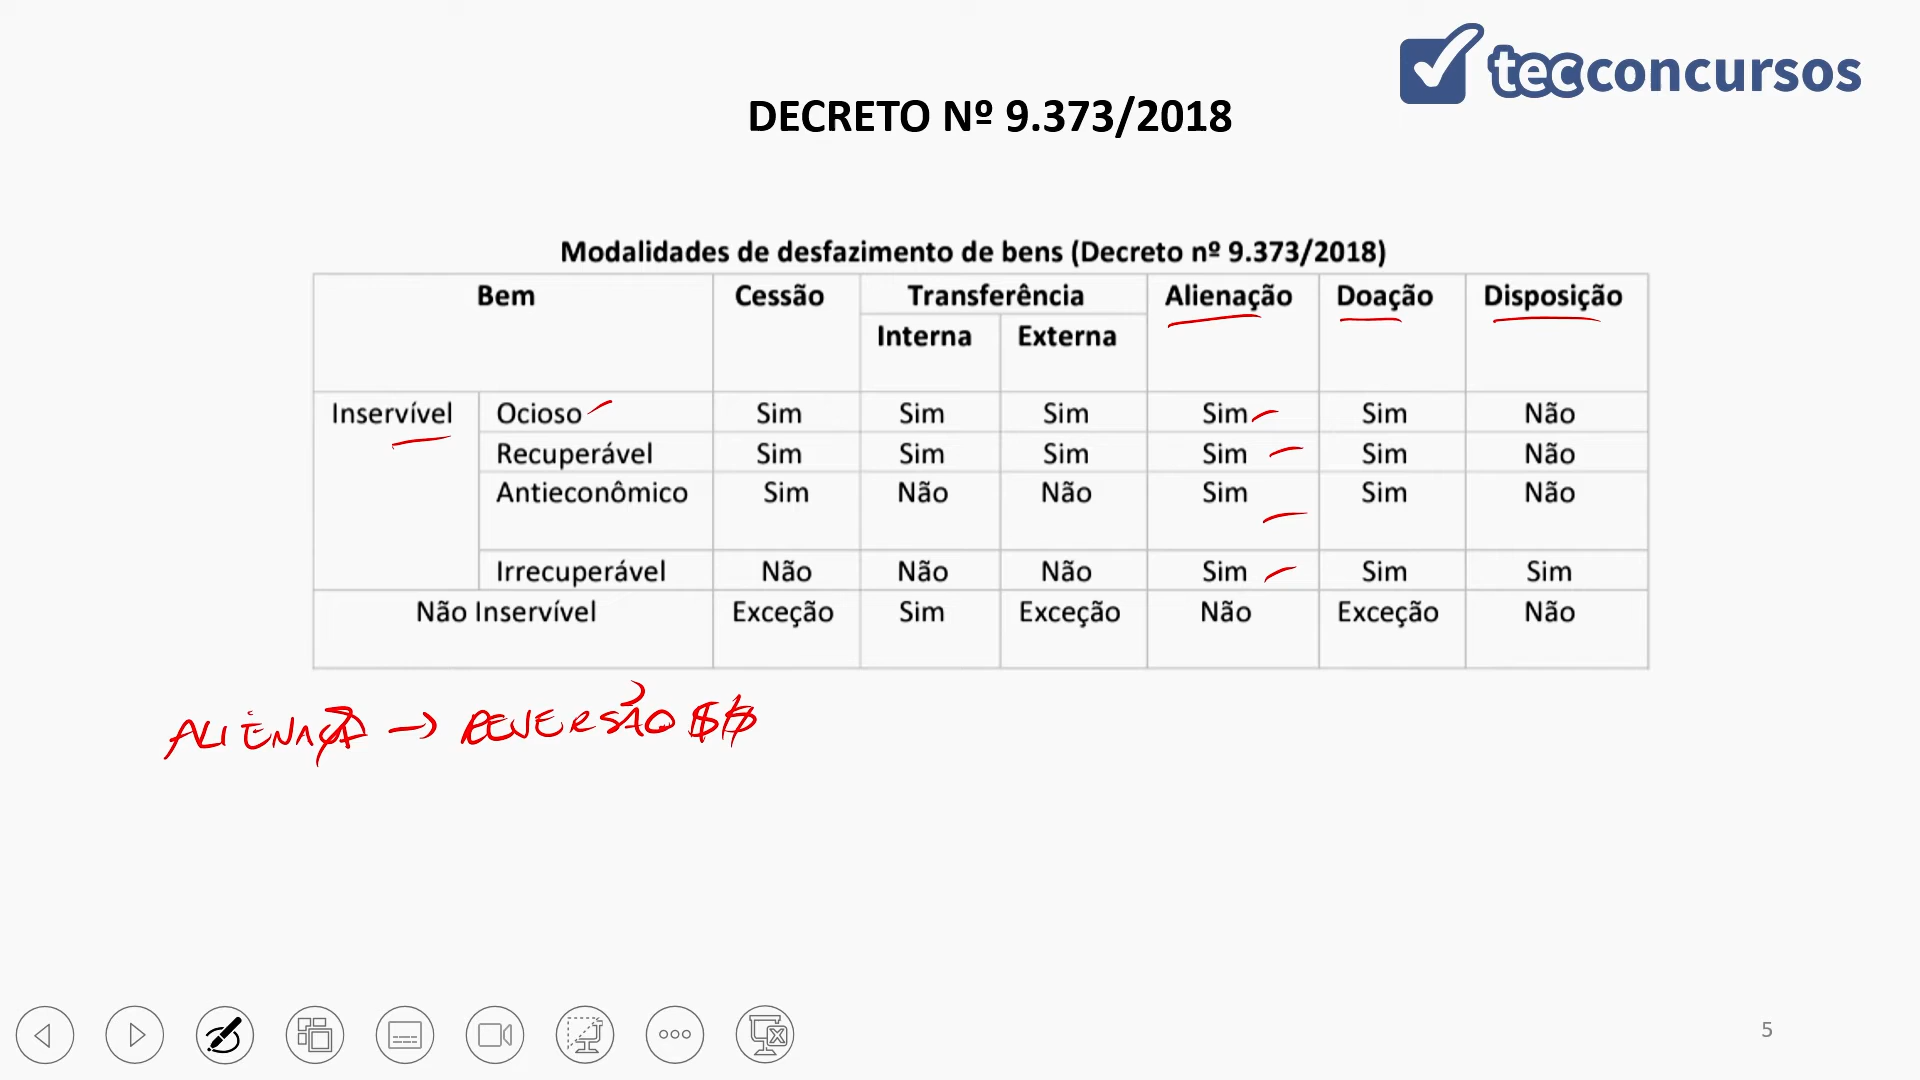 tecconcursos
DECRETO Nº 9.373/2018
Modalidades de desfazimento de bens (Decreto nº 9.373/2018)
Bem Cessão Transferência Alienação Doação Disposição
Interna Externa
Inservível Ocioso Sim Sim Sim Sim Sim Não
Recuperável Sim Sim Sim Sim Sim Não
Antieconômico Sim Não Não Sim Sim Não
Irrecuperável Não Não Não Sim Sim Sim
Não Inservível Exceção Sim Exceção Não Exceção Não
→ REVERSÃO $$
5